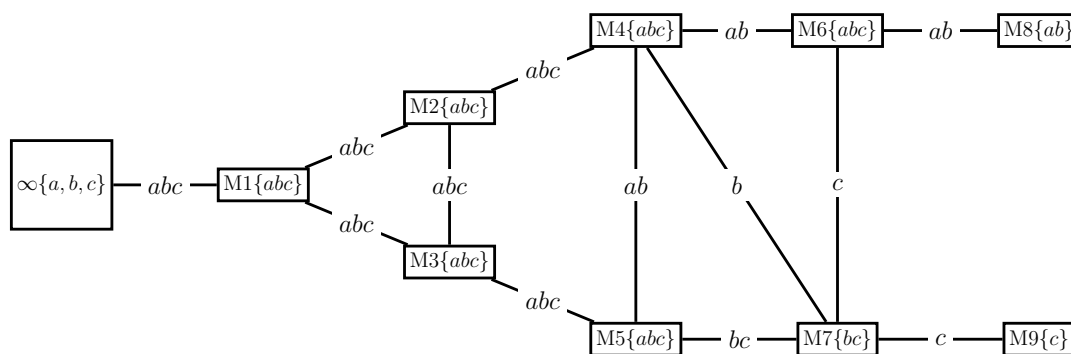 M4{abc} ab M6{abc} ab M8{ab}
abc
M2{abc}
abc
∞{a, b, c} abc M1{abc} abc ab b c
abc
M3{abc}
abc
M5{abc} bc M7{bc} c M9{c}